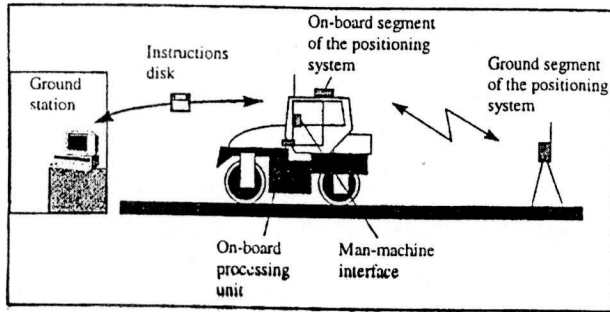 On-board segment
of the positioning
system
Instructions
disk
Ground segment
of the positioning
system
Ground
station
On-board
processing
unit
Man-machine
interface